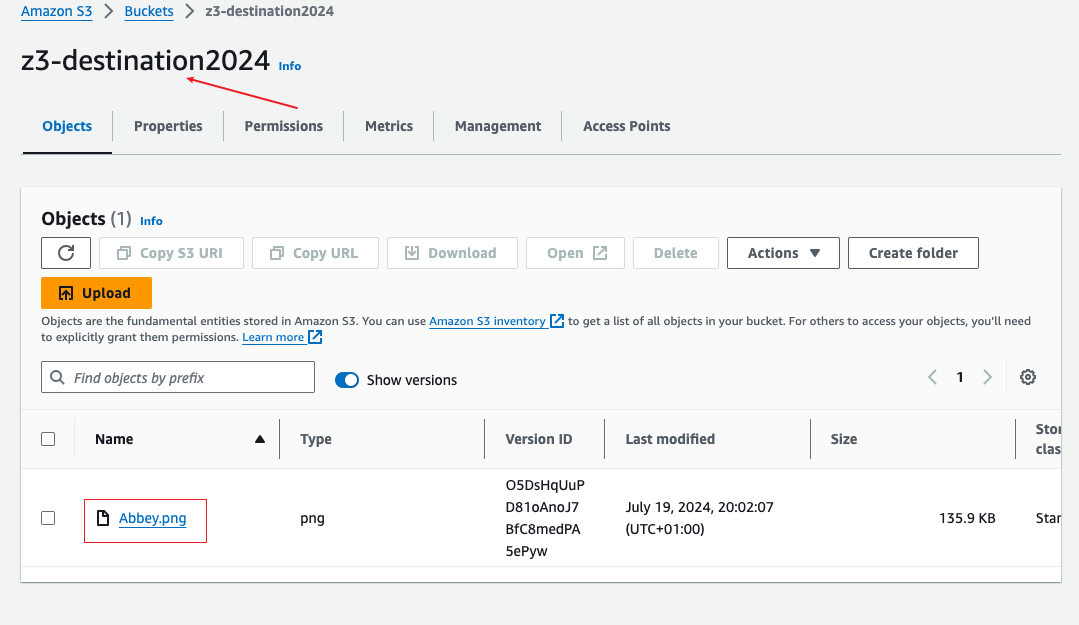 Amazon S3 > Buckets > z3-destination2024
z3-destination2024 Info
Objects Properties Permissions Metrics Management Access Points
Objects (1) Info
Copy S3 URI Copy URL Download Open Delete Actions Create folder
Upload
Objects are the fundamental entities stored in Amazon S3. You can use Amazon S3 inventory to get a list of all objects in your bucket. For others to access your objects, you'll need
to explicitly grant them permissions. Learn more
Find objects by prefix Show versions 1
Name Type Version ID Last modified Size
Abbey.png png O5DsHqUuP
D81oAnoJ7
BfC8medPA
5ePyw
July 19, 2024, 20:02:07
(UTC+01:00)
135.9 KB